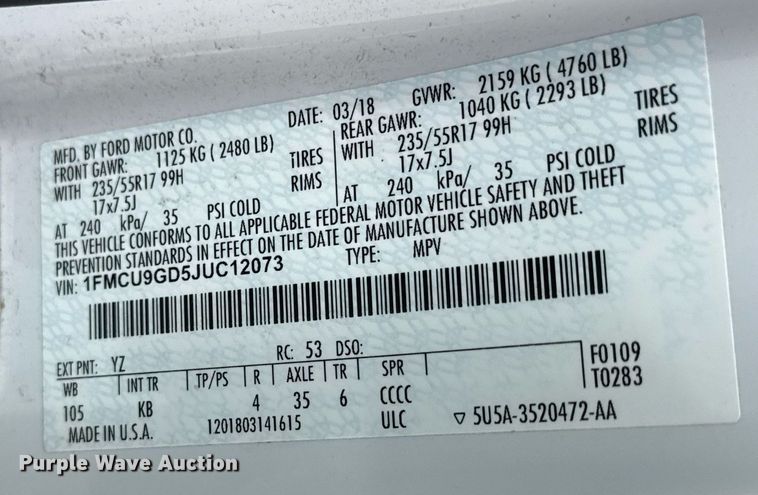 MFD. BY FORD MOTOR CO. DATE: 03/18 GVWR: 2159 KG ( 4760 LB)
FRONT GAWR: 1125 KG ( 2480 LB) REAR GAWR: 1040 KG ( 2293 LB)
WITH 235/55R17 99H TIRES WITH 235/55R17 99H TIRES
17x7.5J RIMS 17x7.5J RIMS
AT 240 kPa/ 35 PSI COLD AT 240 kPa/ 35 PSI COLD
THIS VEHICLE CONFORMS TO ALL APPLICABLE FEDERAL MOTOR VEHICLE SAFETY AND THEFT
PREVENTION STANDARDS IN EFFECT ON THE DATE OF MANUFACTURE SHOWN ABOVE.
VIN: 1FMCU9GD5JUC12073 TYPE: MPV
EXT PNT: YZ RC: 53 DSO: F0109
WB INT TR TP/PS R AXLE TR SPR T0283
105 KB 4 35 6 CCCC
MADE IN U.S.A. 1201803141615 ULC ▽ 5U5A-3520472-AA
Purple Wave Auction